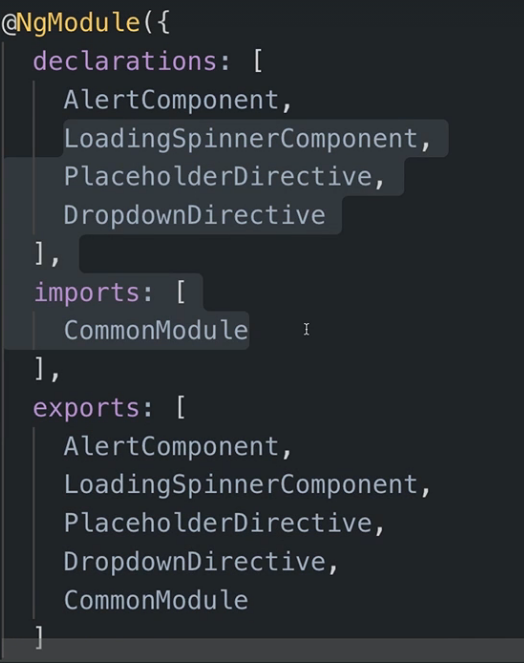 @NgModule({
declarations: [
AlertComponent,
LoadingSpinnerComponent,
PlaceholderDirective,
DropdownDirective
],
imports: [
CommonModule
],
exports: [
AlertComponent,
LoadingSpinnerComponent,
PlaceholderDirective,
DropdownDirective,
CommonModule
]